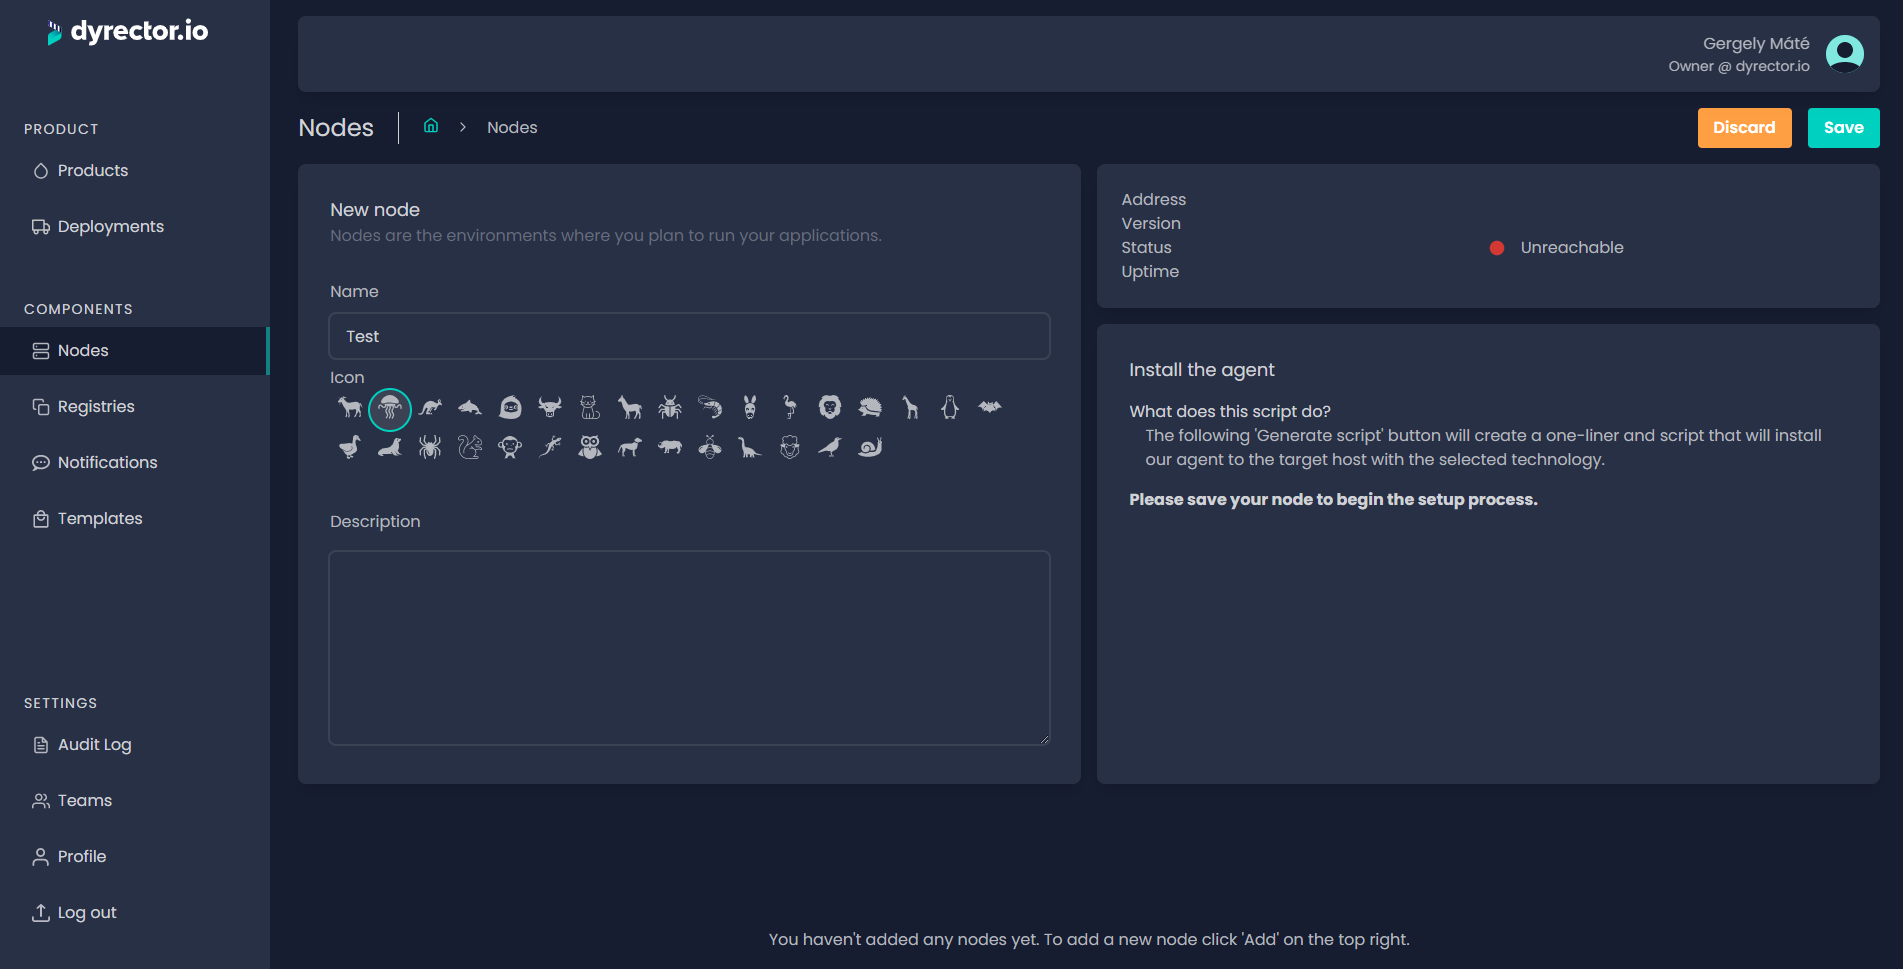 dyrector.io
Gergely Máté
Owner @ dyrector.io
PRODUCT
Products
Deployments
COMPONENTS
Nodes
Registries
Notifications
Templates
SETTINGS
Audit Log
Teams
Profile
Log out
Nodes
Nodes
Discard
Save
New node
Nodes are the environments where you plan to run your applications.
Name
Test
Icon
Description
Address
Version
Status
Unreachable
Uptime
Install the agent
What does this script do?
The following 'Generate script' button will create a one-liner and script that will install
our agent to the target host with the selected technology.
Please save your node to begin the setup process.
You haven't added any nodes yet. To add a new node click 'Add' on the top right.